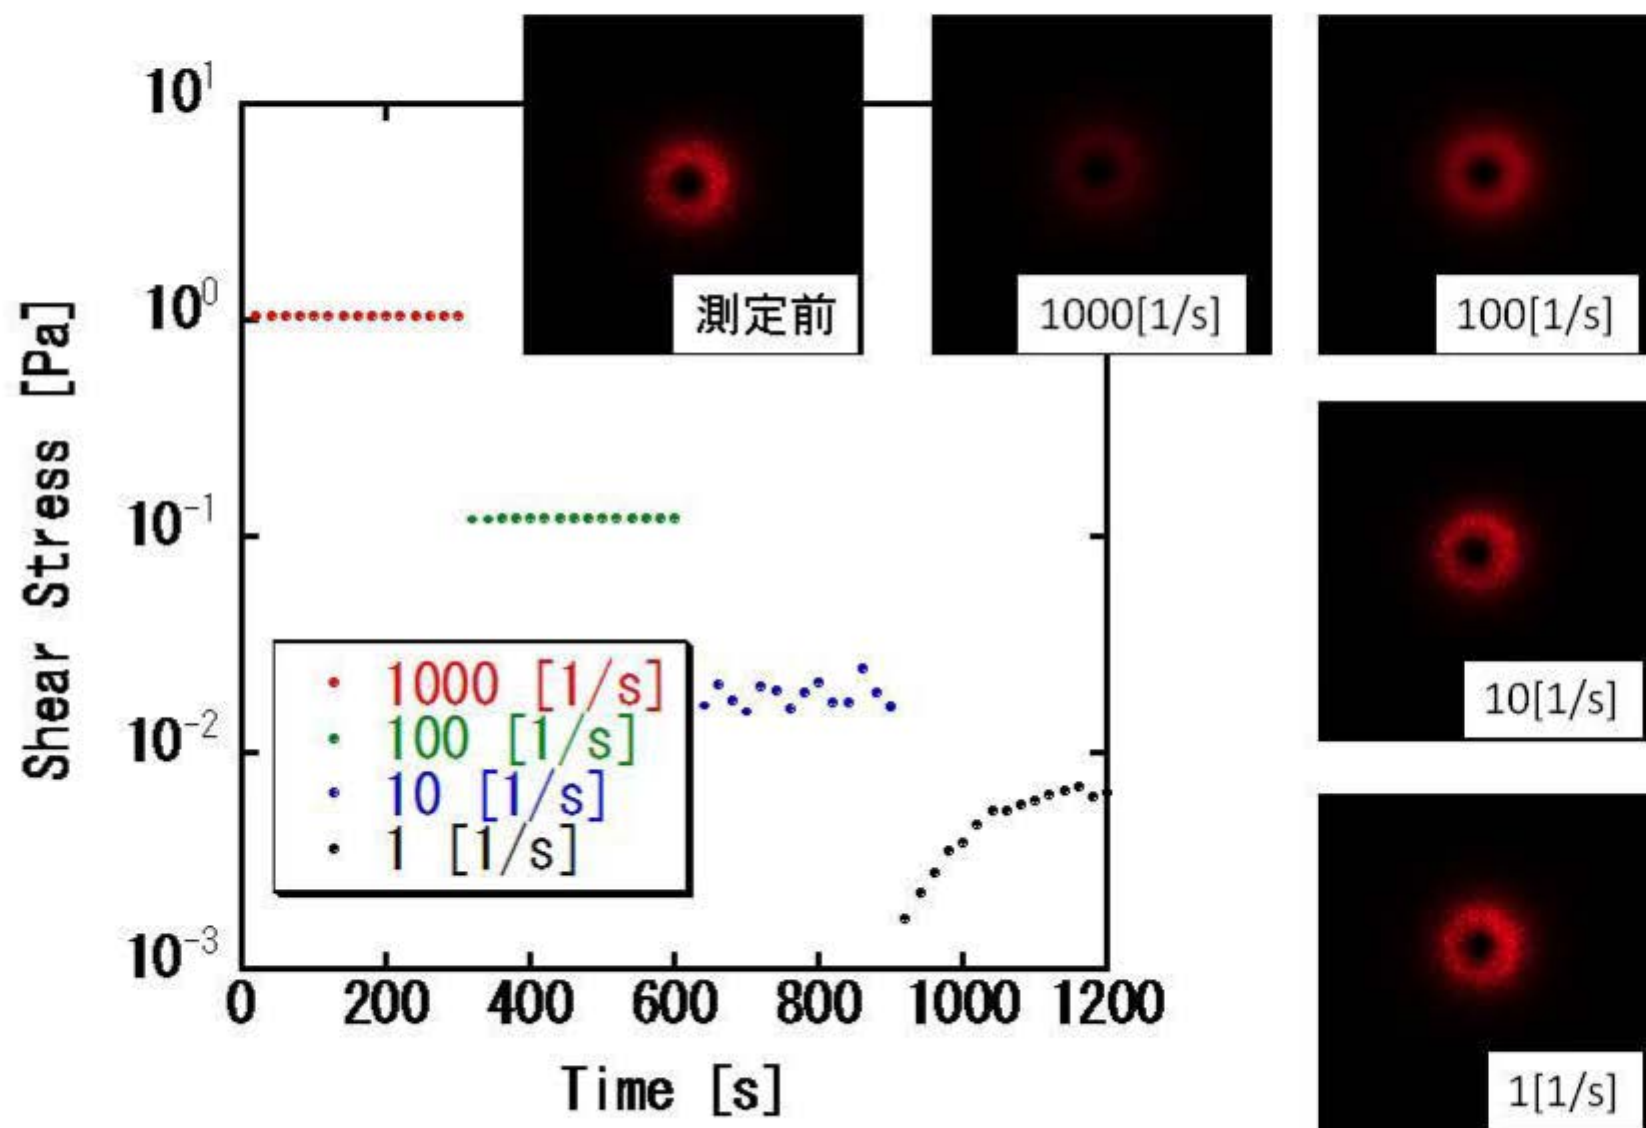 10¹
10⁰
10⁻¹
10⁻²
10⁻³
Shear Stress [Pa]
測定前
1000[1/s]
100[1/s]
10[1/s]
1[1/s]
1000 [1/s]
100 [1/s]
10 [1/s]
1 [1/s]
0 200 400 600 800 1000 1200
Time [s]